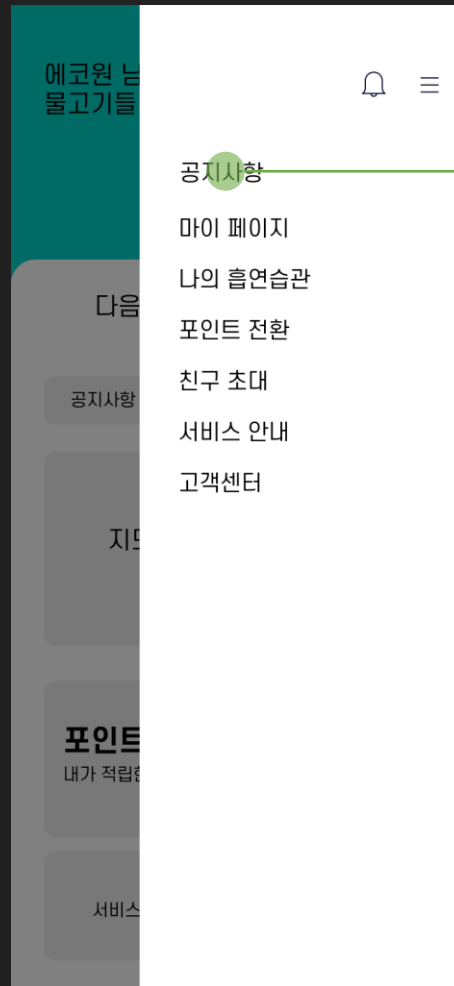 에코원 님
물고기들
공지사항
마이 페이지
나의 흡연습관
포인트 전환
친구 초대
서비스 안내
고객센터
다음
공지사항
포인트
내가 적립한
서비스